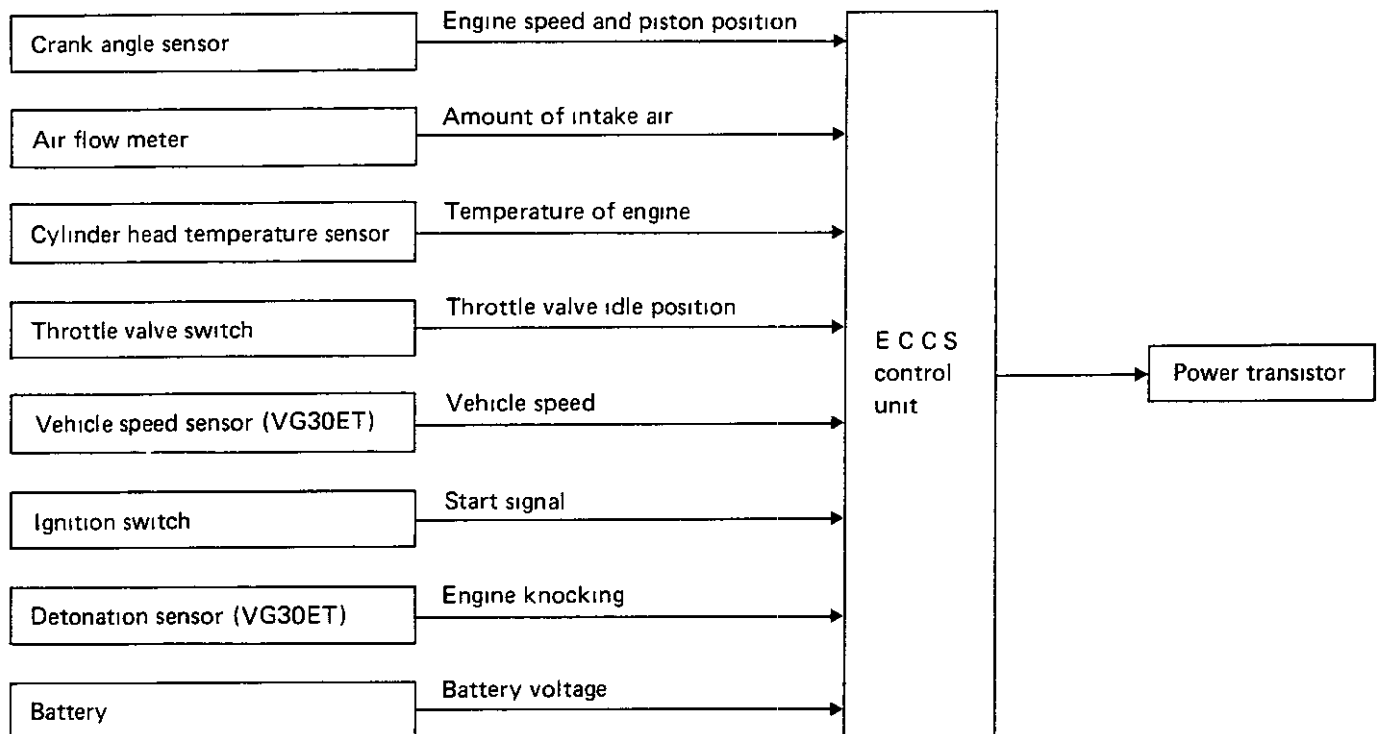 Crank angle sensor
Engine speed and piston position
Air flow meter
Amount of intake air
Cylinder head temperature sensor
Temperature of engine
Throttle valve switch
Throttle valve idle position
Vehicle speed sensor (VG30ET)
Vehicle speed
Ignition switch
Start signal
Detonation sensor (VG30ET)
Engine knocking
Battery
Battery voltage
E C C S
control
unit
Power transistor